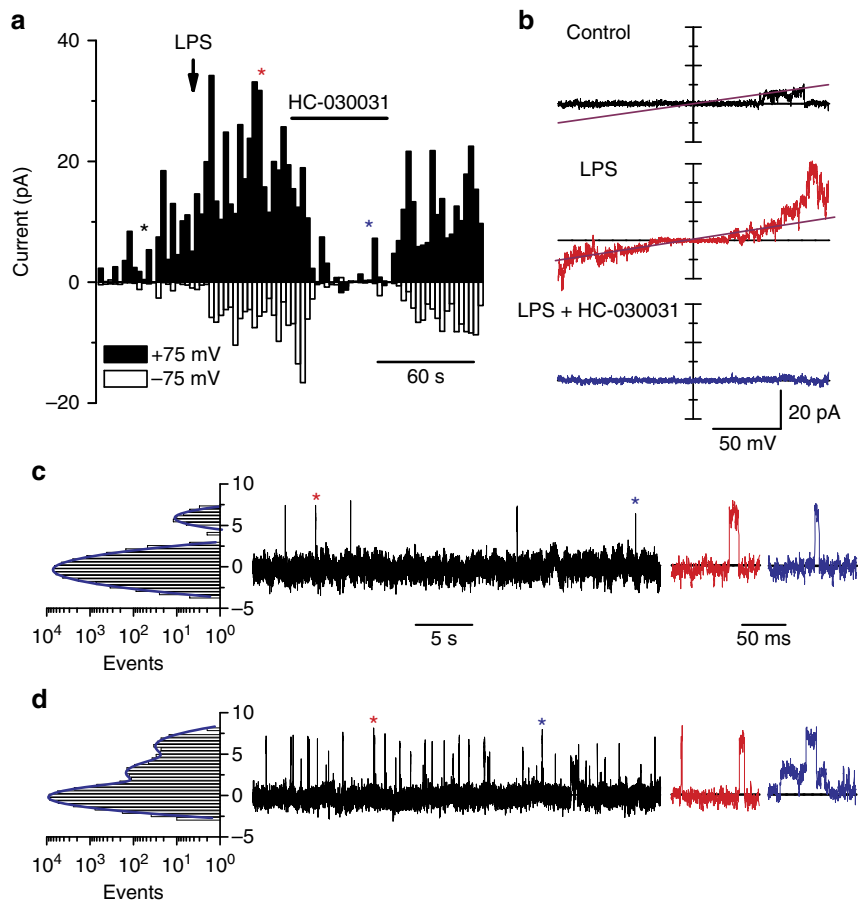 a
40
20
0
−20
Current (pA)
LPS
*
HC-030031
*
*
+75 mV
−75 mV
60 s
b
Control
LPS
LPS + HC-030031
20 pA
50 mV
c
10
5
0
−5
10⁴ 10³ 10² 10¹ 10⁰
Events
*
*
5 s
50 ms
d
10
5
0
−5
10⁴ 10³ 10² 10¹ 10⁰
Events
*
*